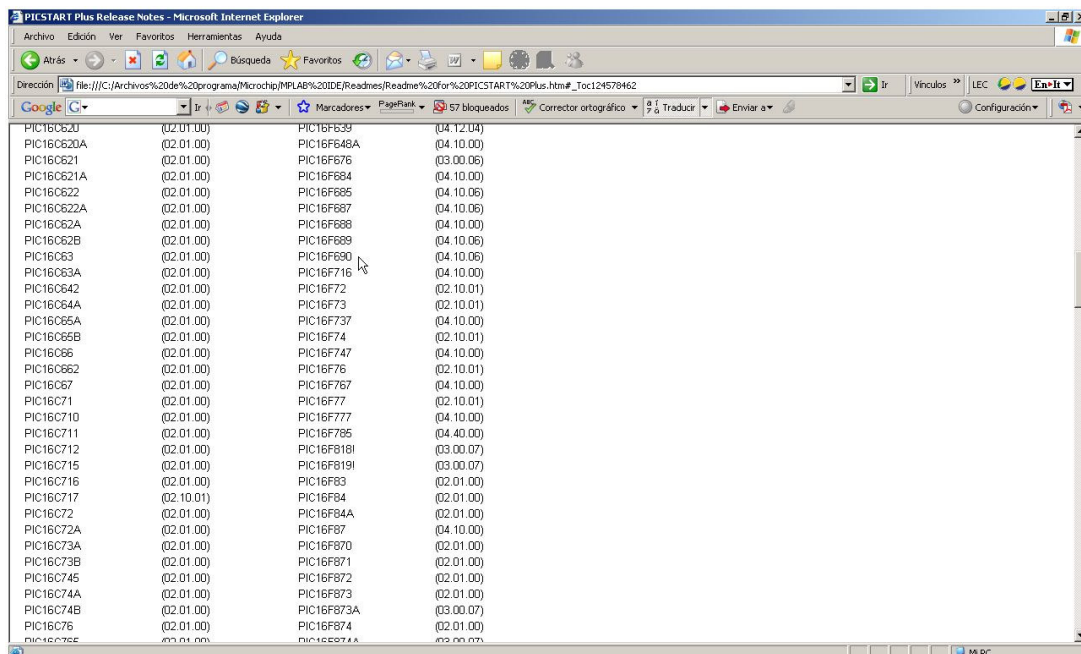 PICSTART Plus Release Notes - Microsoft Internet Explorer
Archivo Edición Ver Favoritos Herramientas Ayuda
Atrás Búsqueda Favoritos
Dirección file:///C:/Archivos%20de%20programa/Microchip/MPLAB%20IDE/Readmes/Readme%20for%20PICSTART%20Plus.htm#_Toc124578462 Ir Vínculos » LEC En▸It
Google G Ir Marcadores PageRank 57 bloqueados Corrector ortográfico Traducir Enviar a Configuración
PIC16C620 (02.01.00) PIC16F639 (04.12.04)
PIC16C620A (02.01.00) PIC16F648A (04.10.00)
PIC16C621 (02.01.00) PIC16F676 (03.00.06)
PIC16C621A (02.01.00) PIC16F684 (04.10.00)
PIC16C622 (02.01.00) PIC16F685 (04.10.06)
PIC16C622A (02.01.00) PIC16F687 (04.10.06)
PIC16C62A (02.01.00) PIC16F688 (04.10.00)
PIC16C62B (02.01.00) PIC16F689 (04.10.06)
PIC16C63 (02.01.00) PIC16F690 (04.10.06)
PIC16C63A (02.01.00) PIC16F716 (04.10.00)
PIC16C642 (02.01.00) PIC16F72 (02.10.01)
PIC16C64A (02.01.00) PIC16F73 (02.10.01)
PIC16C65A (02.01.00) PIC16F737 (04.10.00)
PIC16C65B (02.01.00) PIC16F74 (02.10.01)
PIC16C66 (02.01.00) PIC16F747 (04.10.00)
PIC16C662 (02.01.00) PIC16F76 (02.10.01)
PIC16C67 (02.01.00) PIC16F767 (04.10.00)
PIC16C71 (02.01.00) PIC16F77 (02.10.01)
PIC16C710 (02.01.00) PIC16F777 (04.10.00)
PIC16C711 (02.01.00) PIC16F785 (04.40.00)
PIC16C712 (02.01.00) PIC16F818! (03.00.07)
PIC16C715 (02.01.00) PIC16F819! (03.00.07)
PIC16C716 (02.01.00) PIC16F83 (02.01.00)
PIC16C717 (02.10.01) PIC16F84 (02.01.00)
PIC16C72 (02.01.00) PIC16F84A (02.01.00)
PIC16C72A (02.01.00) PIC16F87 (04.10.00)
PIC16C73A (02.01.00) PIC16F870 (02.01.00)
PIC16C73B (02.01.00) PIC16F871 (02.01.00)
PIC16C745 (02.01.00) PIC16F872 (02.01.00)
PIC16C74A (02.01.00) PIC16F873 (02.01.00)
PIC16C74B (02.01.00) PIC16F873A (03.00.07)
PIC16C76 (02.01.00) PIC16F874 (02.01.00)
PIC16C765 (02.01.00) PIC16F874A (03.00.07)
Mi PC